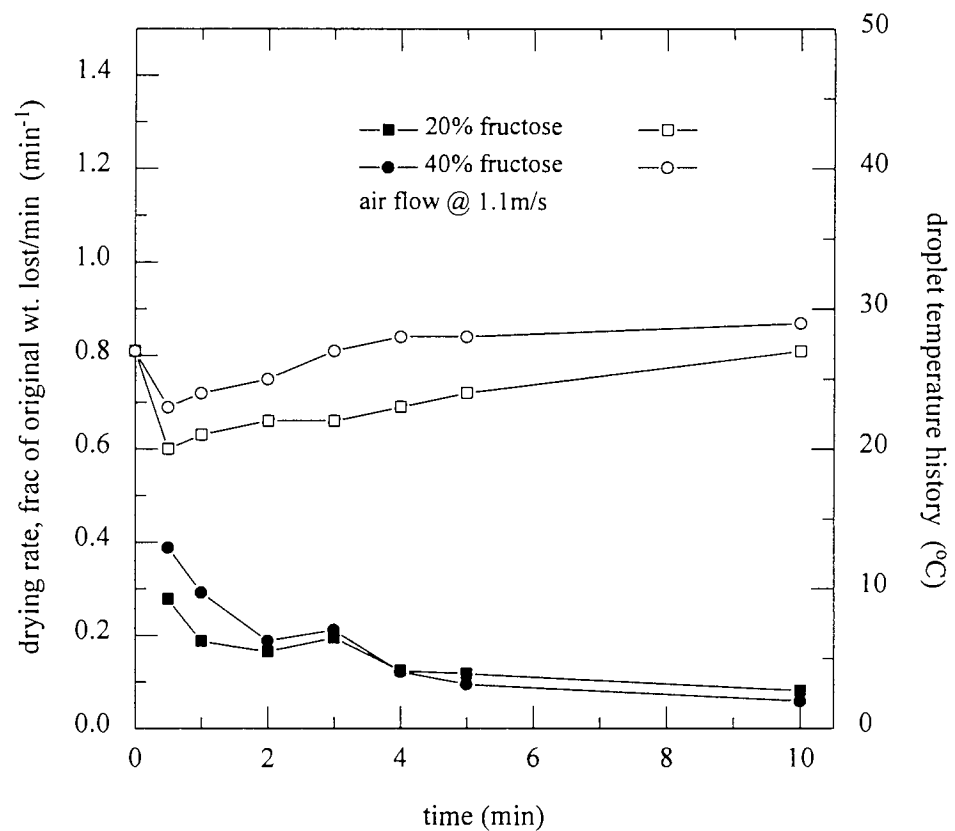 50
1.4
20% fructose
1.2
40% fructose
40
air flow @ 1.1m/s
1.0
0.8
30
0.6
20
0.4
10
0.2
0.0
0
0 2 4 6 8 10
time (min)
drying rate, frac of original wt. lost/min (min⁻¹)
droplet temperature history (°C)